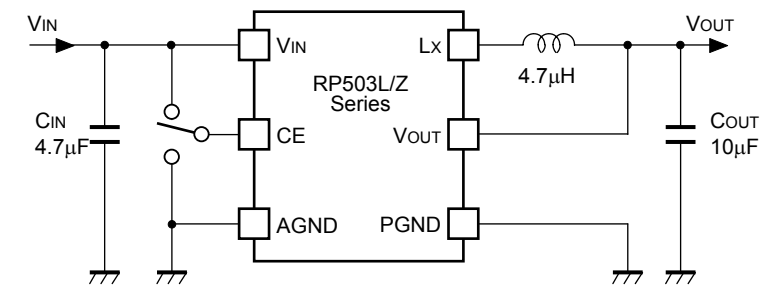 VIN
VOUT
VIN
LX
RP503L/Z
Series
4.7μH
CIN
4.7μF
CE
VOUT
COUT
10μF
AGND
PGND